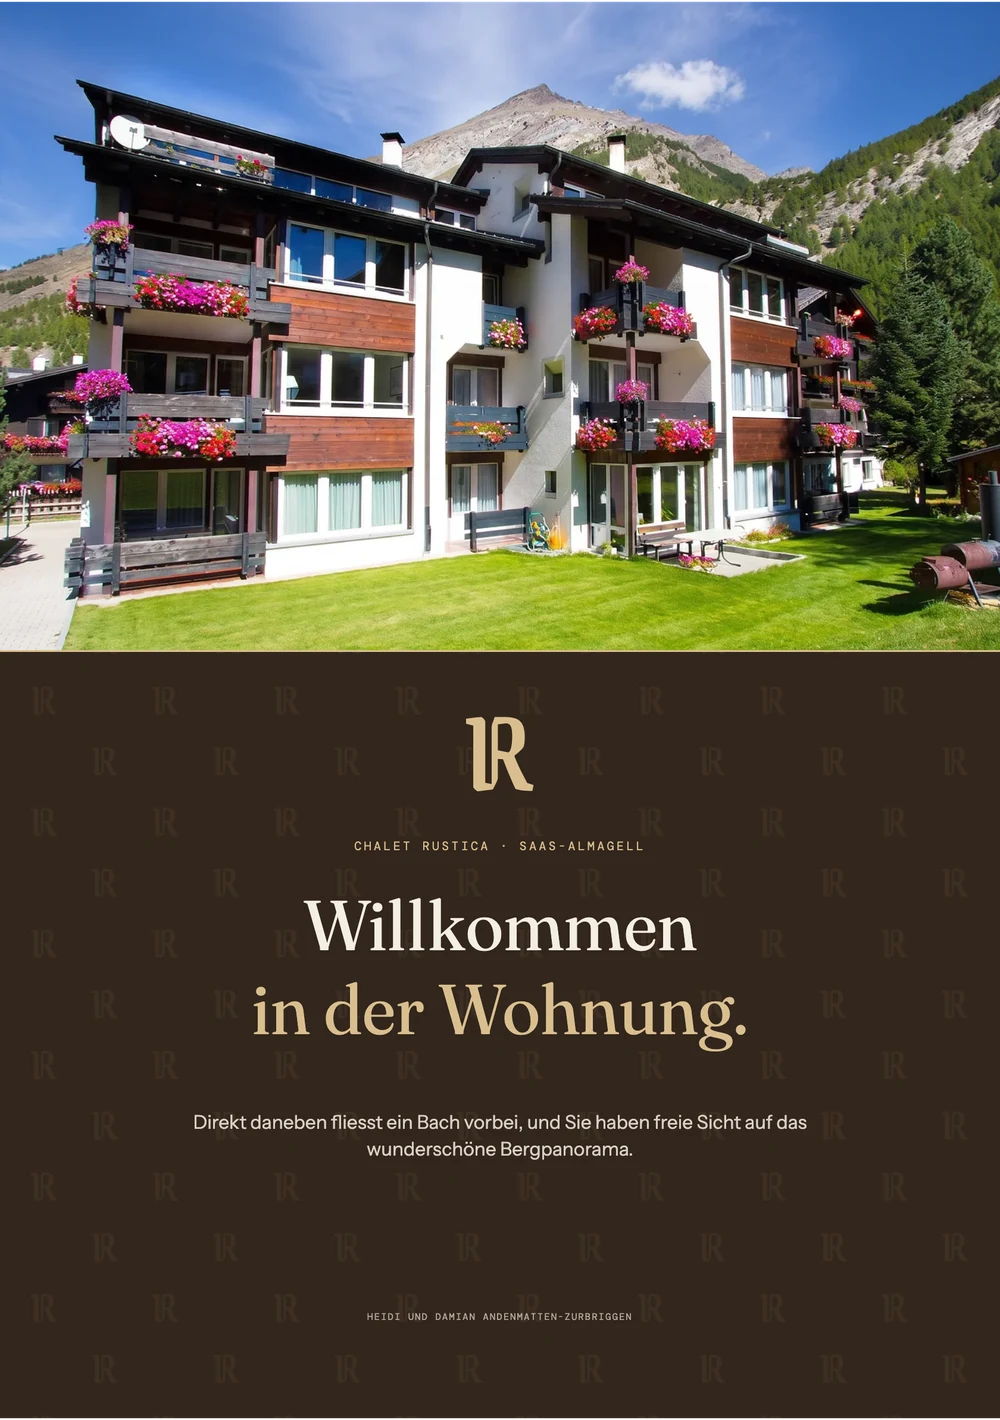 R
CHALET RUSTICA · SAAS-ALMAGELL
Willkommen
in der Wohnung.
Direkt daneben fliesst ein Bach vorbei, und Sie haben freie Sicht auf das
wunderschöne Bergpanorama.
HEIDI UND DAMIAN ANDENMATTEN-ZURBRIGGEN